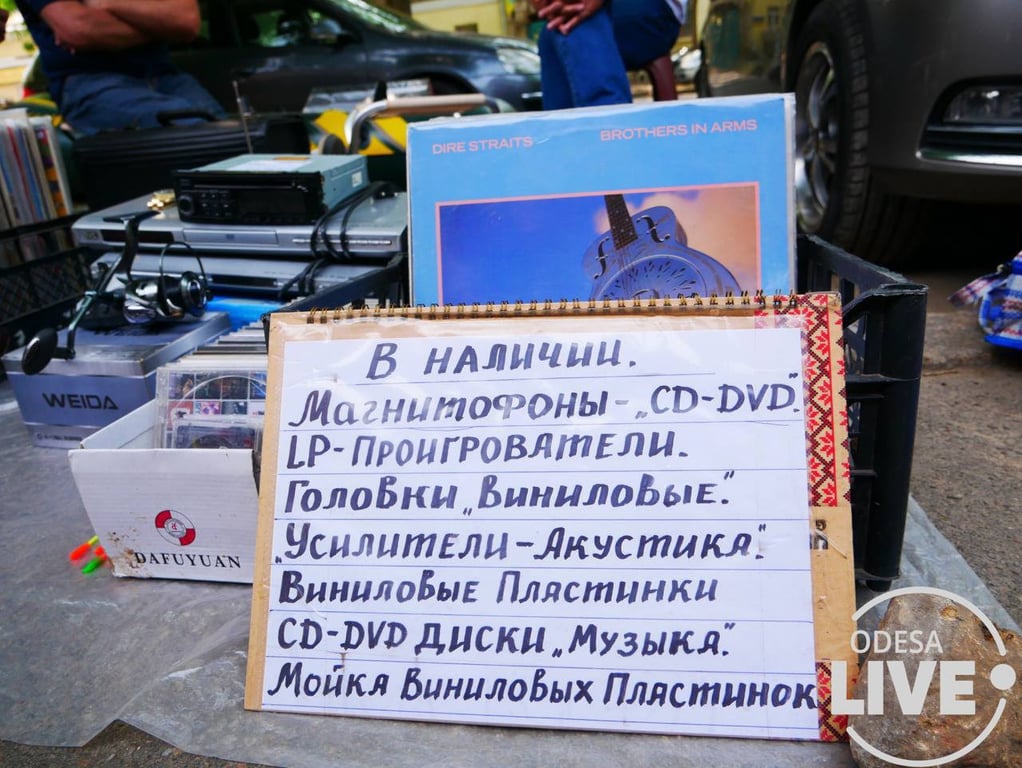 DIRE STRAITS BROTHERS IN ARMS
WEIDA
DAFUYUAN
В НАЛИЧИИ.
МАГНИТОФОНЫ-„CD-DVD".
LP-ПРОИГРОВАТЕЛИ.
ГОЛОВКИ „ВИНИЛОВЫЕ".
„УСИЛИТЕЛИ-АКУСТИКА".
ВИНИЛОВЫЕ ПЛАСТИНКИ
CD-DVD ДИСКИ „МУЗЫКА".
МОЙКА ВИНИЛОВЫХ ПЛАСТИНОК
ODESA
LIVE